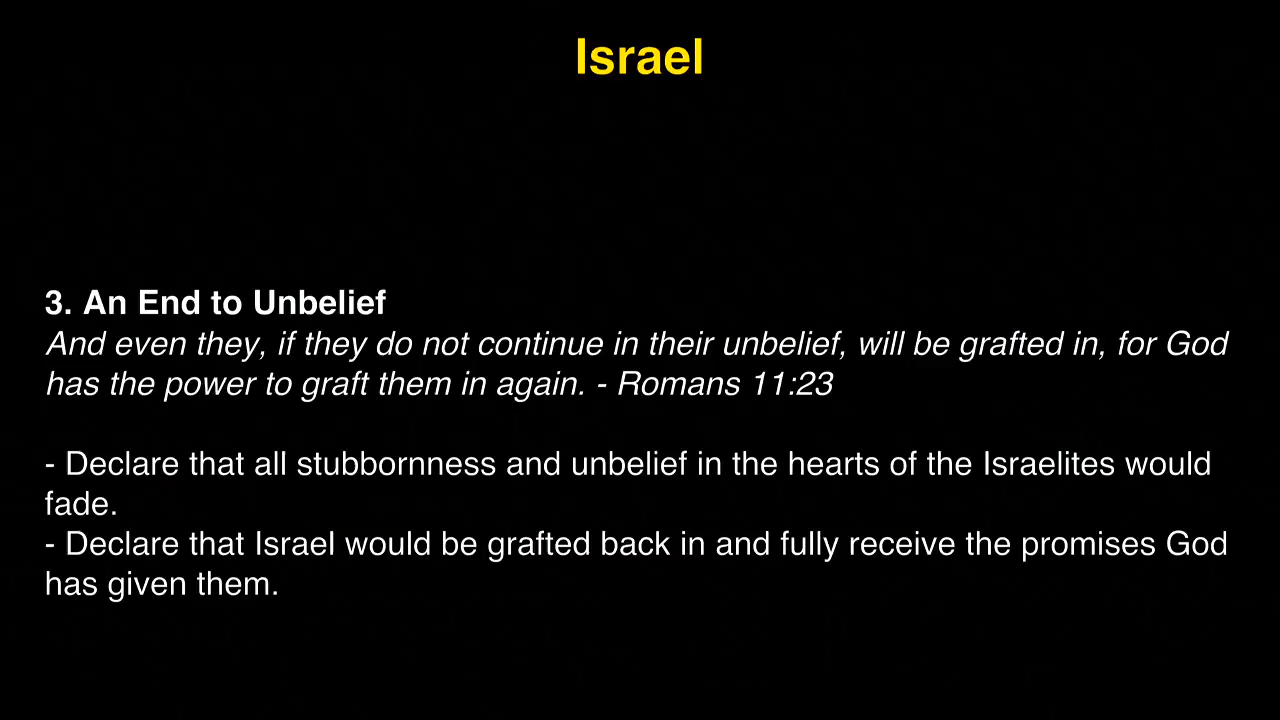 Israel
3. An End to Unbelief
And even they, if they do not continue in their unbelief, will be grafted in, for God
has the power to graft them in again. - Romans 11:23
- Declare that all stubbornness and unbelief in the hearts of the Israelites would
fade.
- Declare that Israel would be grafted back in and fully receive the promises God
has given them.